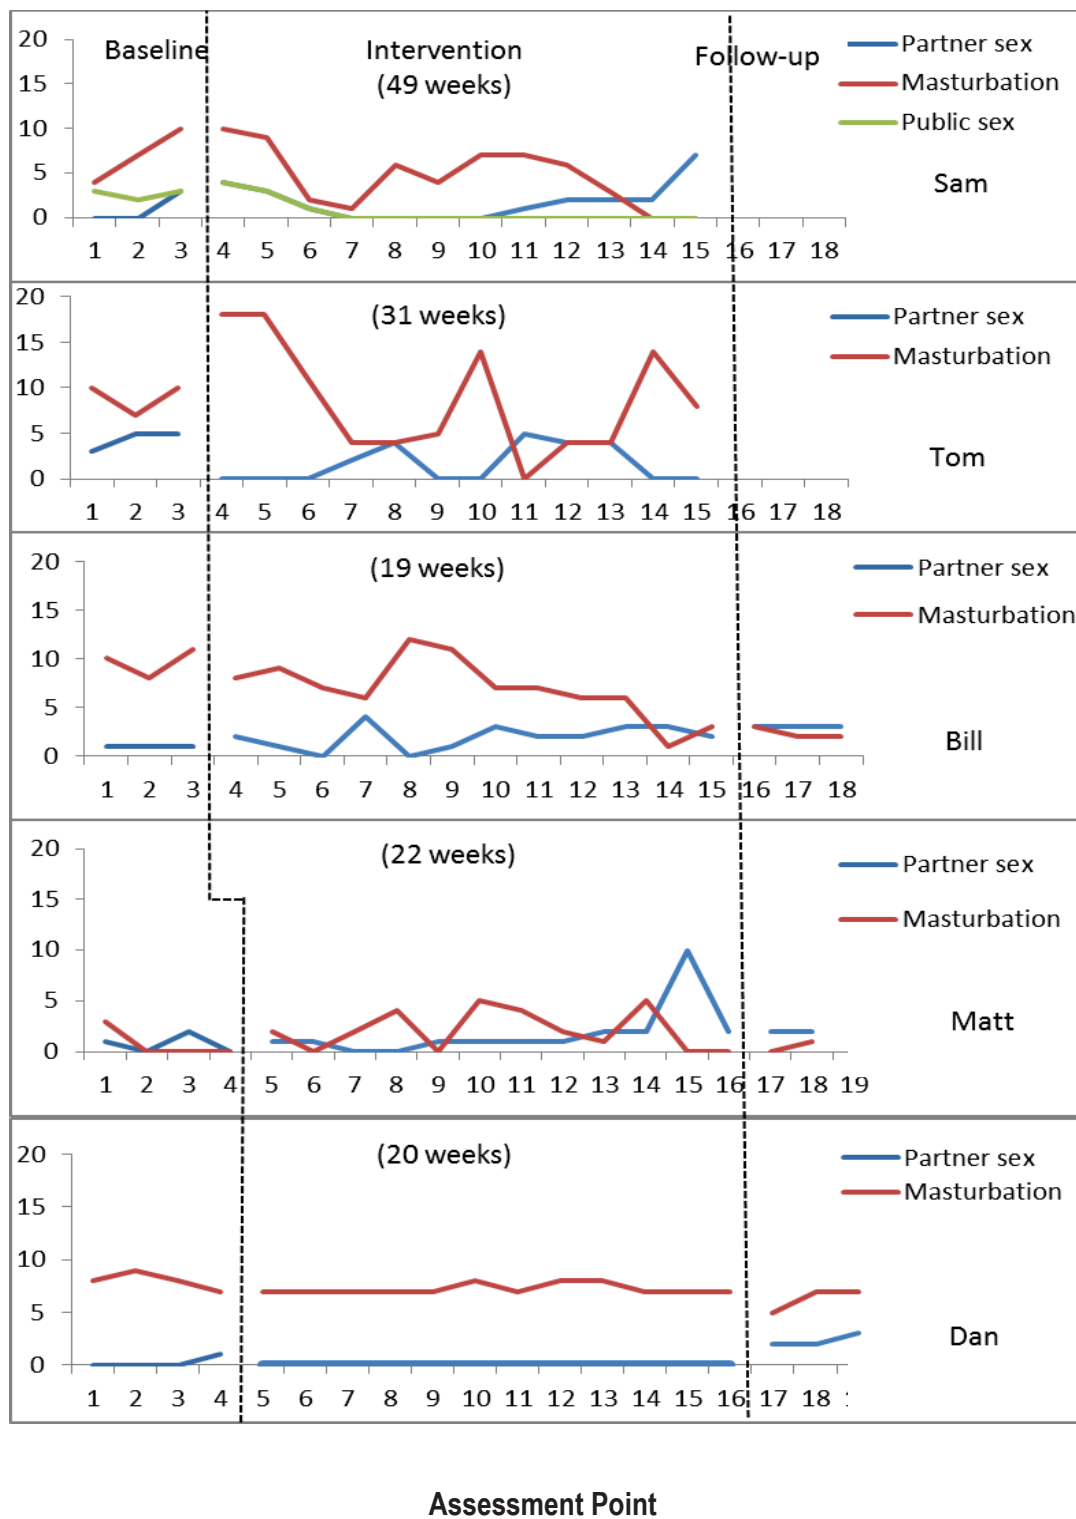 20
15
10
5
0
Baseline
Intervention
(49 weeks)
Follow-up
Partner sex
Masturbation
Public sex
Sam
1 2 3 4 5 6 7 8 9 10 11 12 13 14 15 16 17 18
20
15
10
5
0
(31 weeks)
Partner sex
Masturbation
Tom
1 2 3 4 5 6 7 8 9 10 11 12 13 14 15 16 17 18
20
15
10
5
0
(19 weeks)
Partner sex
Masturbation
Bill
1 2 3 4 5 6 7 8 9 10 11 12 13 14 15 16 17 18
20
15
10
5
0
(22 weeks)
Partner sex
Masturbation
Matt
1 2 3 4 5 6 7 8 9 10 11 12 13 14 15 16 17 18 19
20
15
10
5
0
(20 weeks)
Partner sex
Masturbation
Dan
1 2 3 4 5 6 7 8 9 10 11 12 13 14 15 16 17 18
Assessment Point